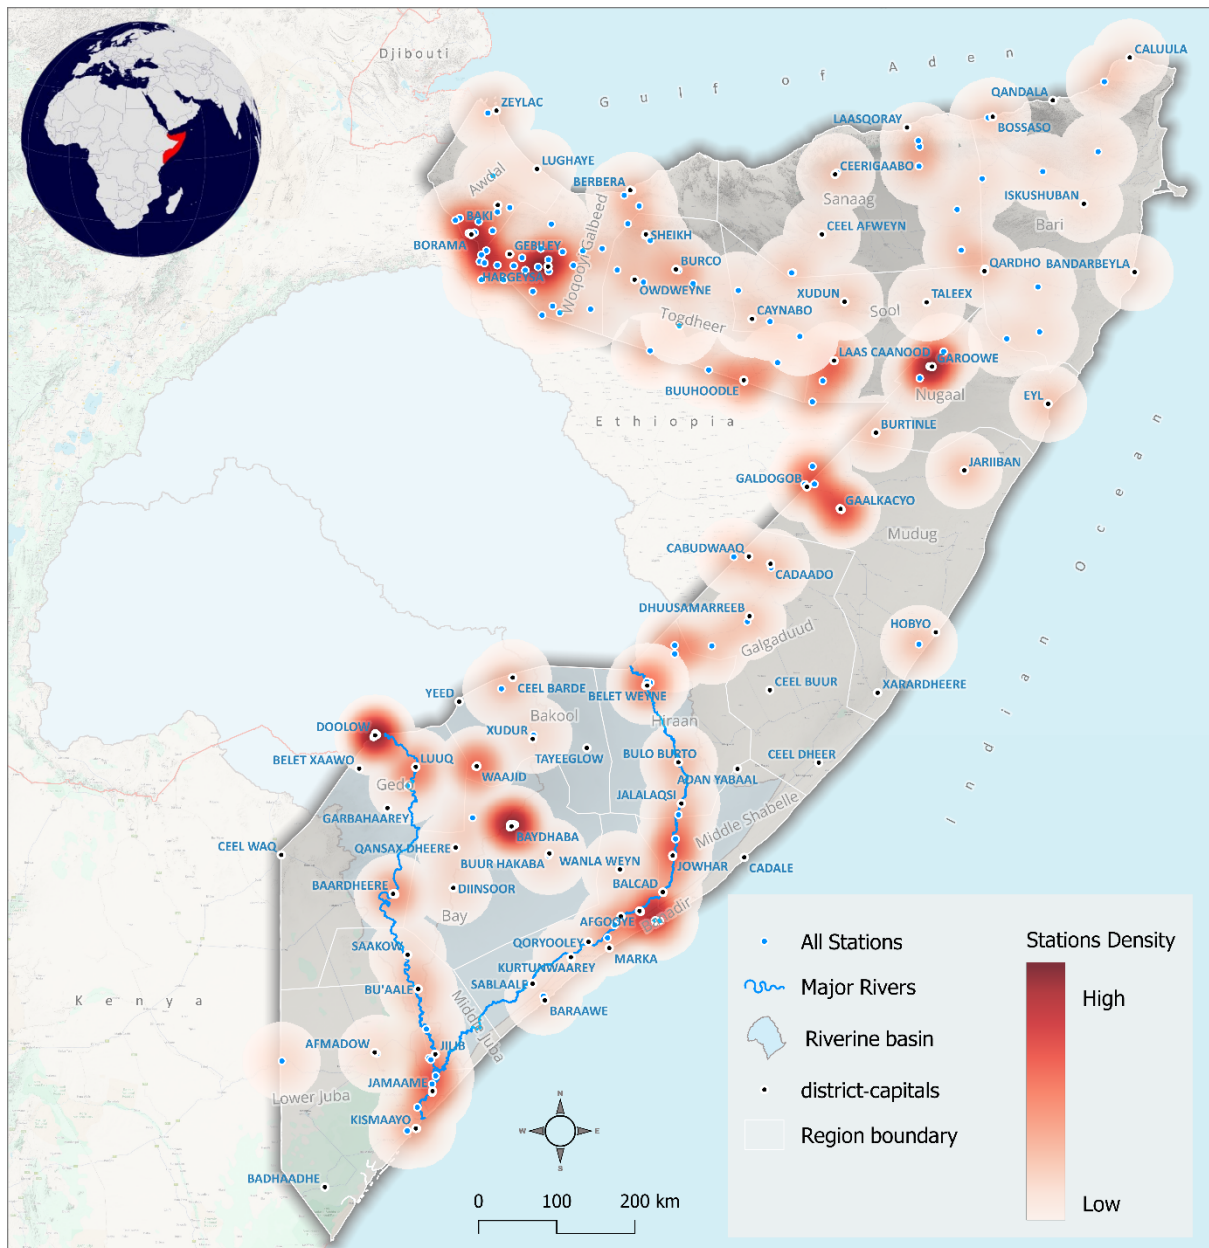 Djibouti
Gulf of Aden
CALUULA
ZEYLAC
QANDALA
BOSSASO
LAASQORAY
LUGHAYE
BERBERA
CEERIGAABO
Awdal
Sanaag
ISKUSHUBAN
Bari
BAKI
BORAMA
GEBILEY
Woqooyi Galbeed
SHEIKH
CEEL AFWEYN
HARGEYSA
BURCO
OWDWEYNE
QARDHO
BANDARBEYLA
XUDUN
TALEEX
Sool
CAYNABO
Togdheer
LAAS CAANOOD
GAROOWE
BUUHOODLE
Nugaal
EYL
Ethiopia
BURTINLE
JARIIBAN
GALDOGOB
GAALKACYO
Mudug
Indian Ocean
CABUDWAAQ
CADAADO
DHUUSAMARREEB
HOBYO
Galgaduud
CEEL BARDE
BELET WEYNE
CEEL BUUR
XARARDHEERE
YEED
Bakool
Hiraan
DOOLOW
XUDUR
TAYEEGLOW
BULO BURTO
CEEL DHEER
BELET XAAWO
LUUQ
WAAJID
ADAN YABAAL
Gedo
JALALAQSI
GARBAHAAREY
Middle Shabelle
BAYDHABA
CEEL WAQ
QANSAX DHEERE
BUUR HAKABA
WANLA WEYN
JOWHAR
CADALE
BAARDHEERE
DIINSOOR
BALCAD
Bay
AFGOOYE
Banadir
SAAKOW
QORYOOLEY
MARKA
KURTUNWAAREY
BU'AALE
SABLAALE
BARAAWE
Kenya
Middle Juba
AFMADOW
JILIB
JAMAAME
Lower Juba
KISMAAYO
BADHAADHE
N
W
E
S
0 100 200 km
All Stations
Major Rivers
Riverine basin
district-capitals
Region boundary
Stations Density
High
Low